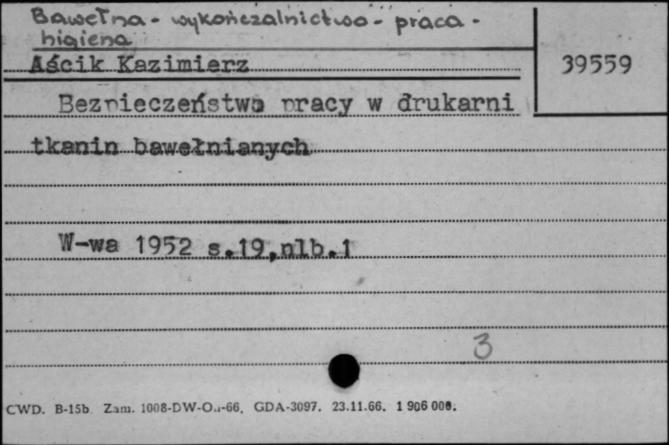 Bawełna - wykończalnictwo - praca -
higiena
Aścik Kazimierz
39559
Bezpieczeństwo pracy w drukarni
tkanin bawełnianych
W-wa 1952 s.19,nlb.1
3
CWD. B-15b. Zam. 1008-DW-O.-66. GDA-3097. 23.11.66. 1 906 000.